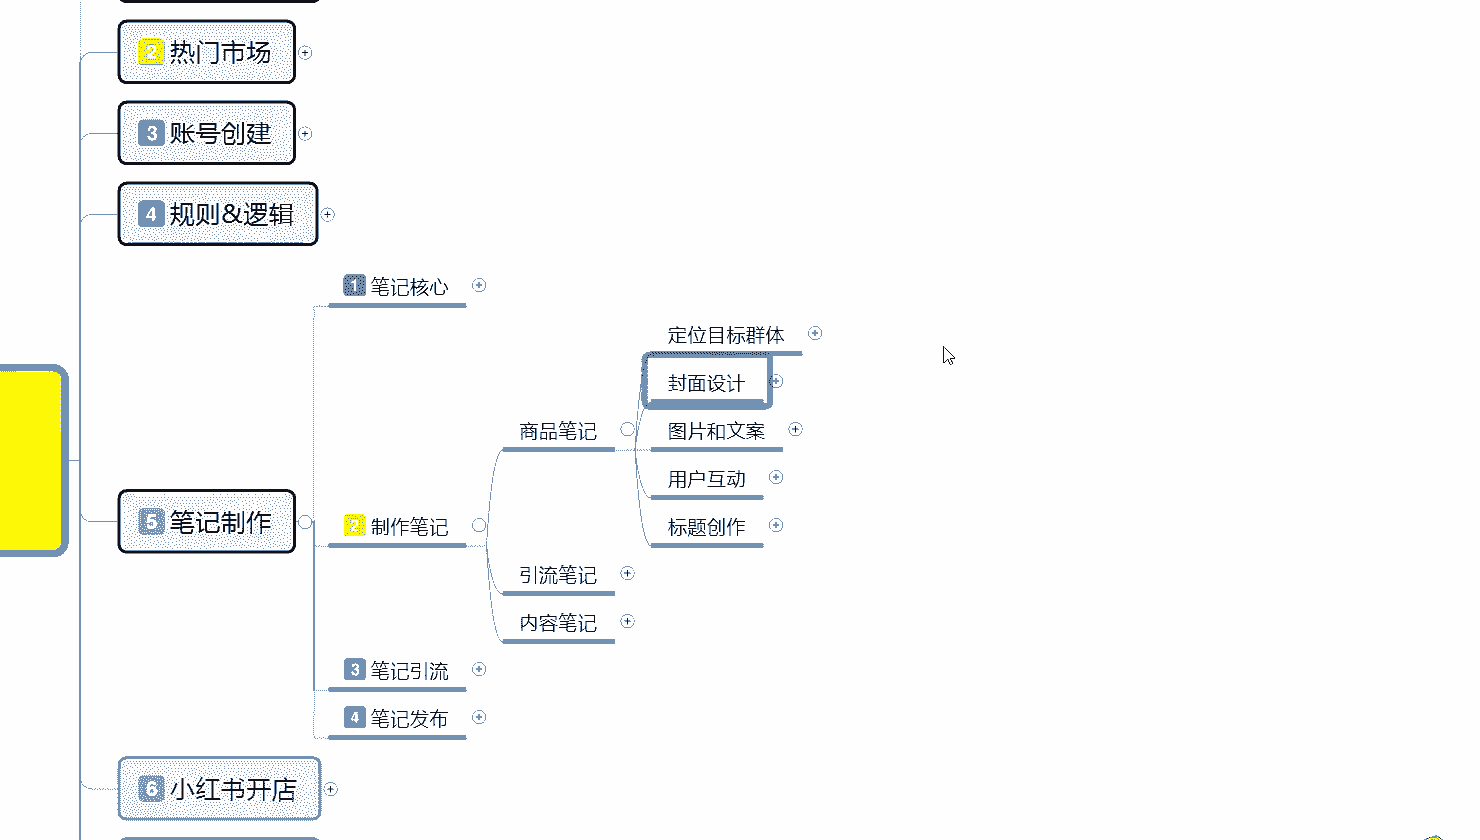 2 热门市场
3 账号创建
4 规则&逻辑
1 笔记核心
定位目标群体
封面设计
商品笔记
图片和文案
用户互动
5 笔记制作
2 制作笔记
标题创作
引流笔记
内容笔记
3 笔记引流
4 笔记发布
6 小红书开店